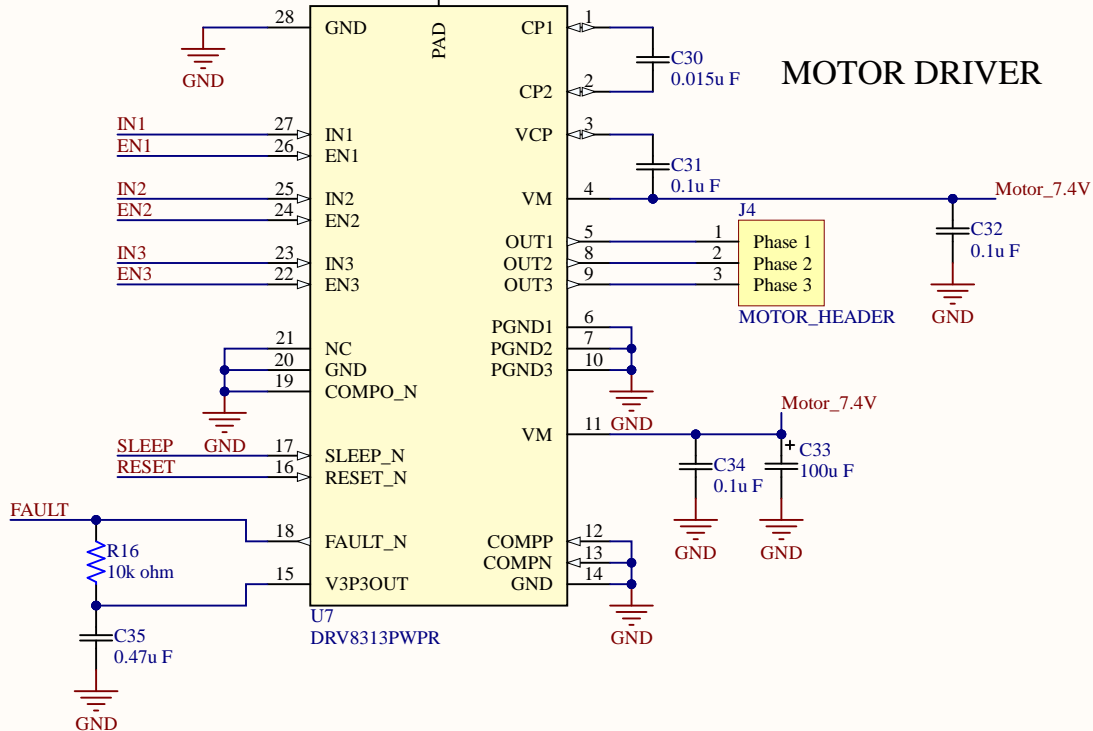 28
GND
PAD
CP1
1
GND
C30
0.015u F
MOTOR DRIVER
CP2
2
IN1
27
IN1
VCP
3
EN1
26
EN1
C31
0.1u F
IN2
25
IN2
VM
4
Motor_7.4V
EN2
24
EN2
J4
C32
0.1u F
OUT1
5
1
Phase 1
IN3
23
IN3
OUT2
8
2
Phase 2
EN3
22
EN3
OUT3
9
3
Phase 3
MOTOR_HEADER
GND
PGND1
6
21
NC
PGND2
7
20
GND
PGND3
10
19
COMPO_N
GND
GND
Motor_7.4V
VM
11
SLEEP
17
SLEEP_N
+
C33
100u F
RESET
16
RESET_N
C34
0.1u F
FAULT
18
FAULT_N
COMPP
12
GND
GND
R16
10k ohm
COMPN
13
15
V3P3OUT
GND
14
U7
DRV8313PWPR
GND
C35
0.47u F
GND